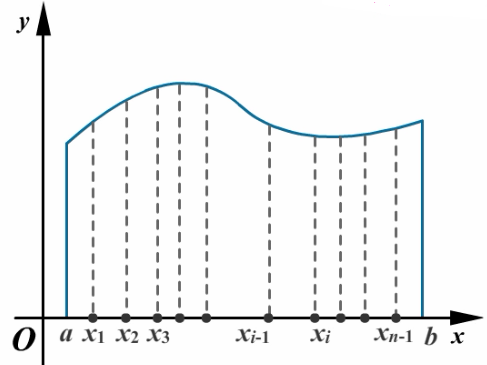 y
O a x₁ x₂ x₃ xᵢ₋₁ xᵢ xₙ₋₁ b x